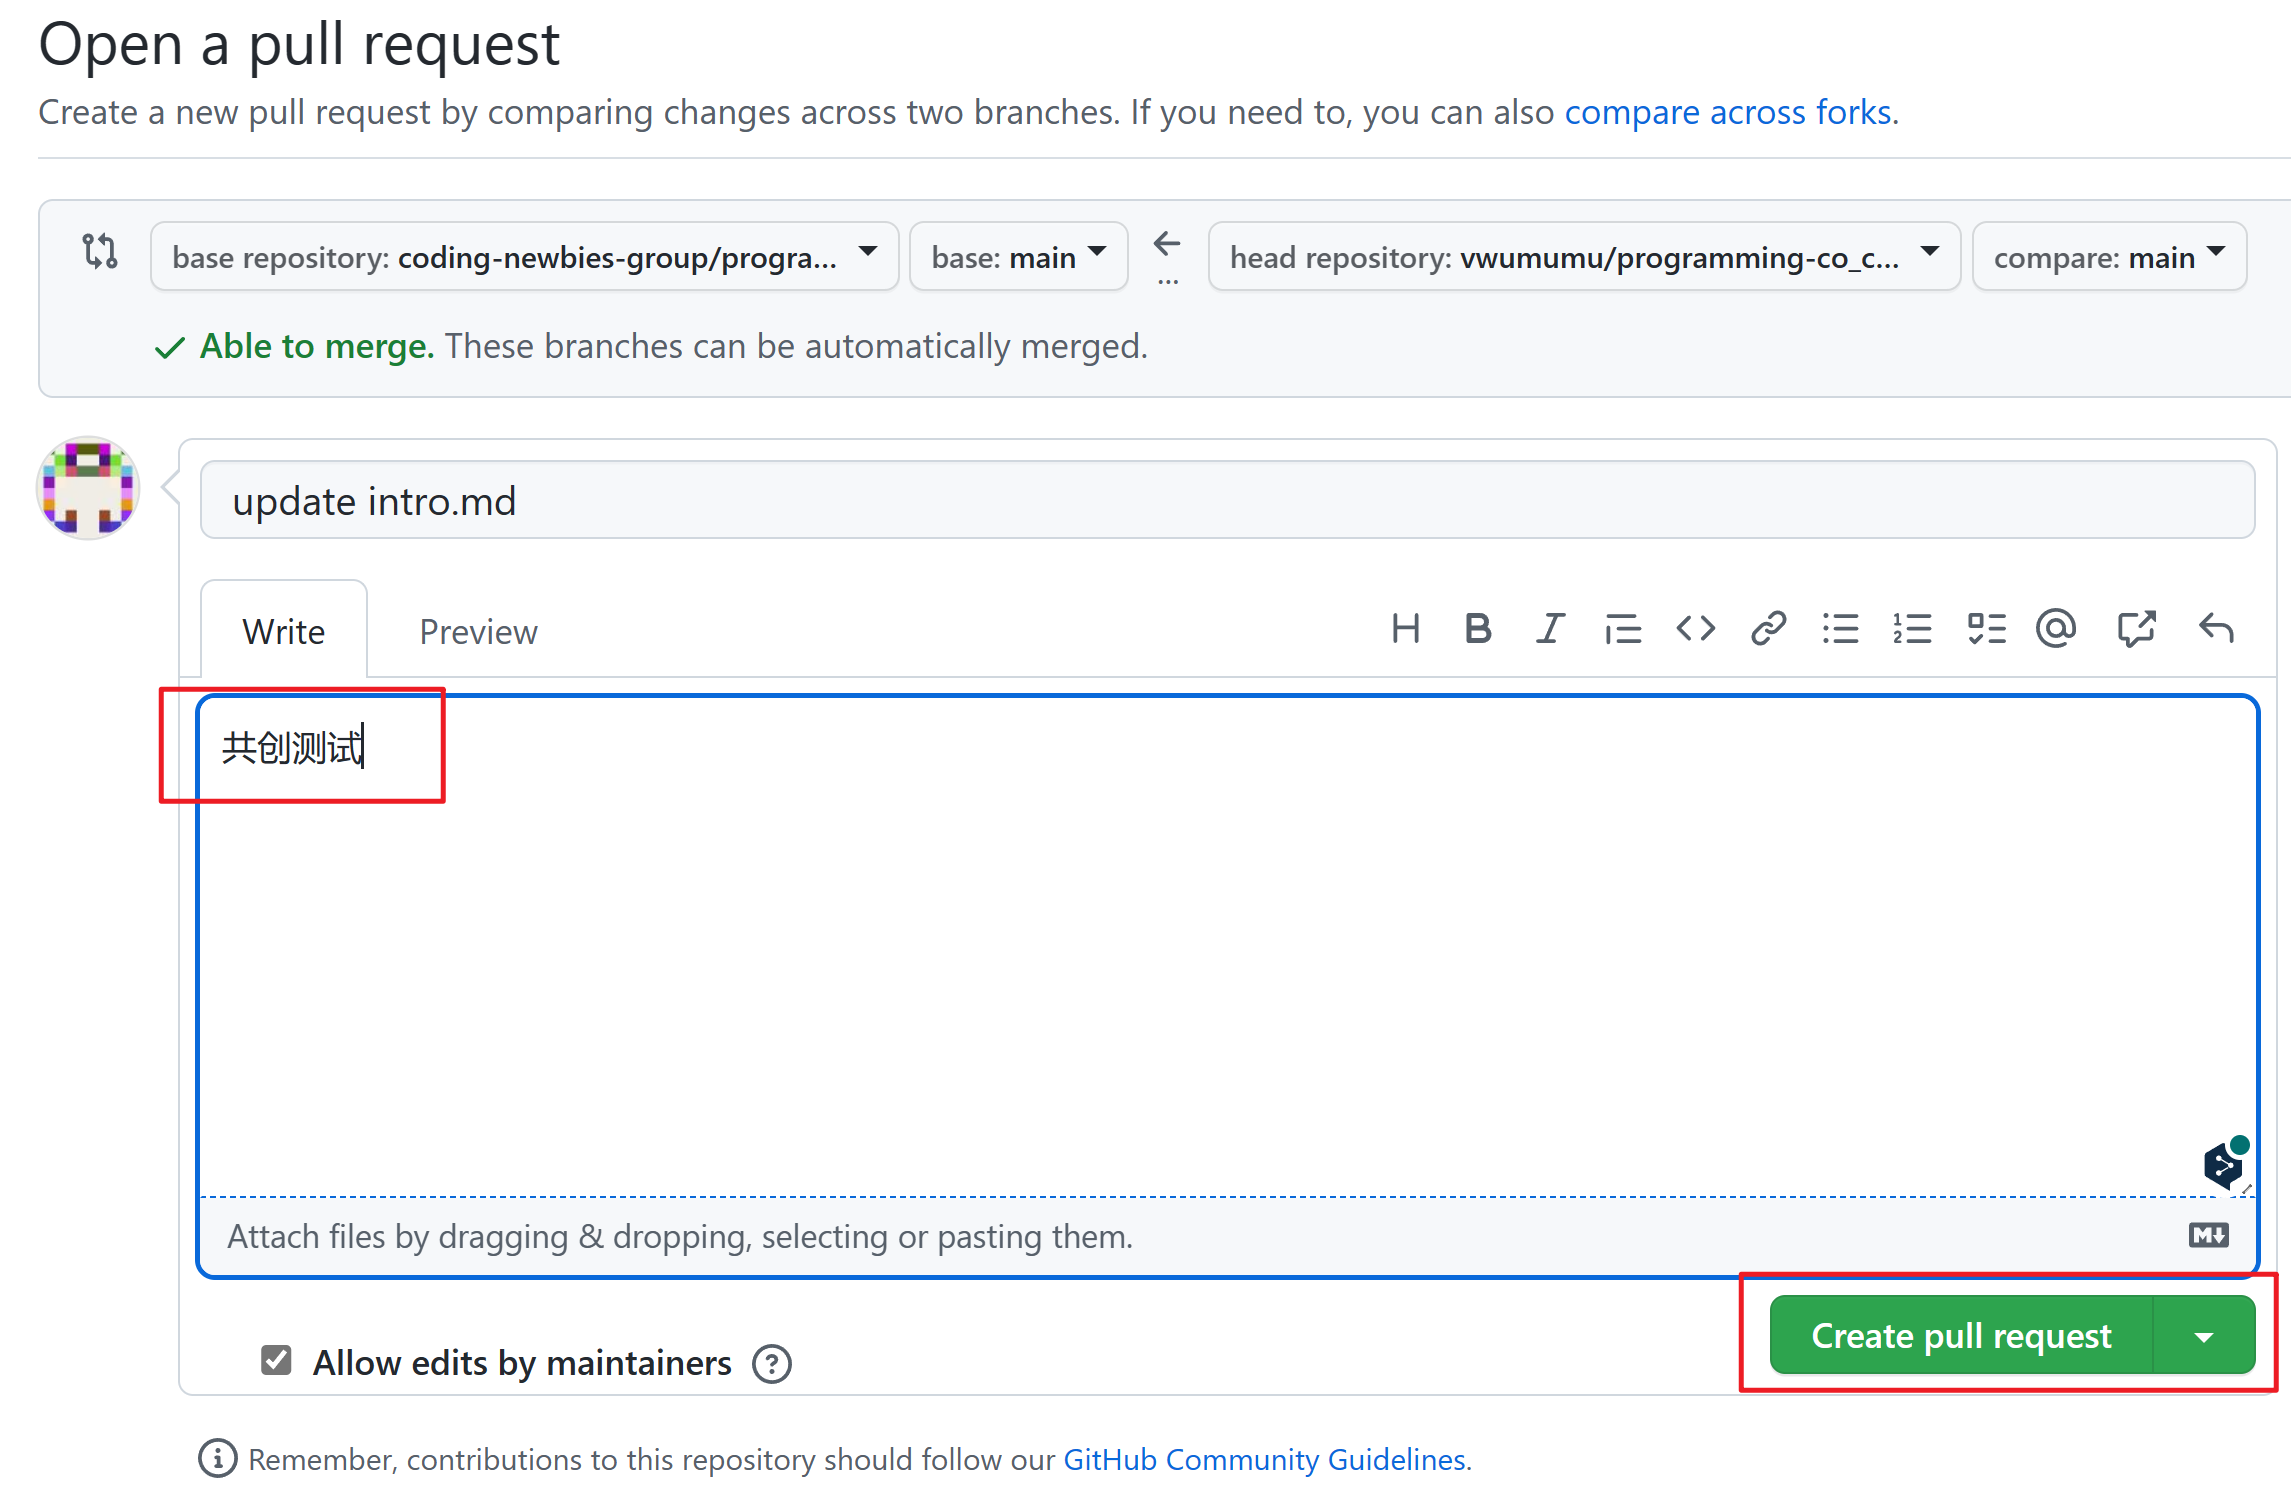 Open a pull request
Create a new pull request by comparing changes across two branches. If you need to, you can also compare across forks.
base repository: coding-newbies-group/progra... base: main ... head repository: vwumumu/programming-co_c... compare: main
Able to merge. These branches can be automatically merged.
update intro.md
Write Preview
共创测试
Attach files by dragging & dropping, selecting or pasting them.
Allow edits by maintainers
Create pull request
Remember, contributions to this repository should follow our GitHub Community Guidelines.